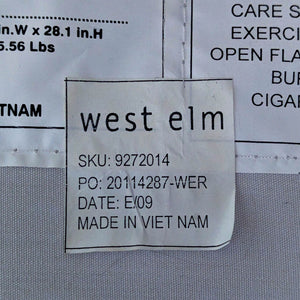 in.W x 28.1 in.H
5.56 Lbs
TNAM
CARE S
EXERCI
OPEN FLA
BU
CIGA
west elm
SKU: 9272014
PO: 20114287-WER
DATE: E/09
MADE IN VIET NAM